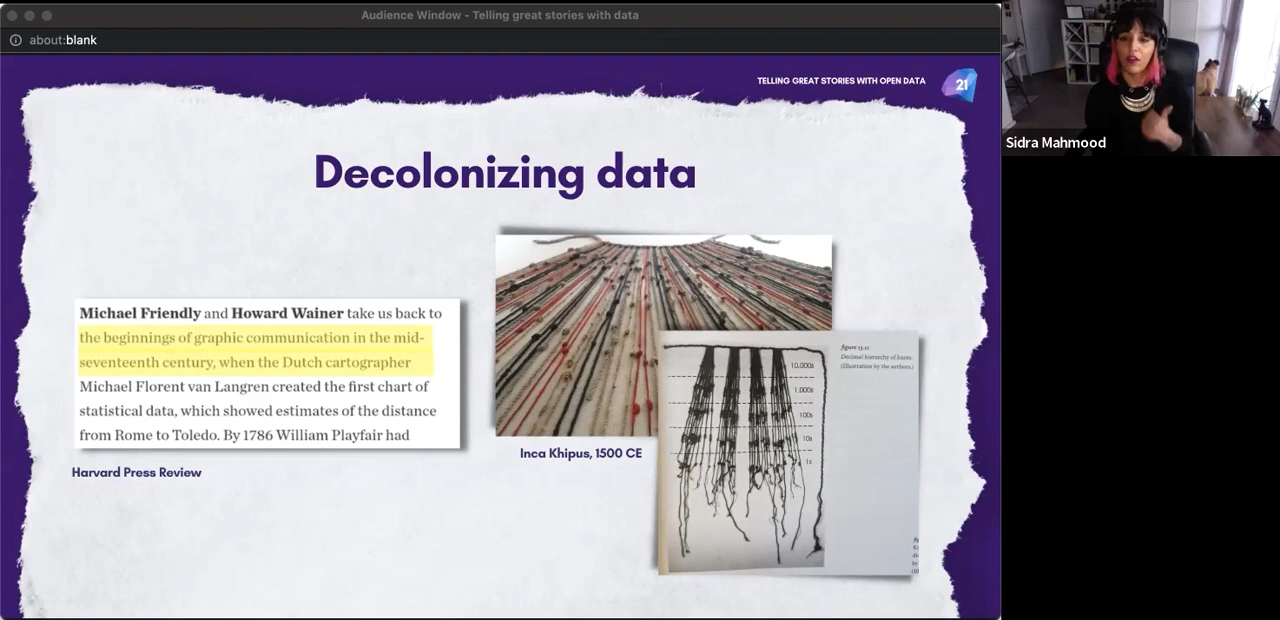 Audience Window - Telling great stories with data
about:blank
TELLING GREAT STORIES WITH OPEN DATA
21
Decolonizing data
Michael Friendly and Howard Wainer take us back to
the beginnings of graphic communication in the mid-
seventeenth century, when the Dutch cartographer
Michael Florent van Langren created the first chart of
statistical data, which showed estimates of the distance
from Rome to Toledo. By 1786 William Playfair had
Harvard Press Review
Inca Khipus, 1500 CE
figure 13.11
Decimal hierarchy of knots.
(Illustration by the authors.)
10,000s
1,000s
100s
10s
1s
Sidra Mahmood